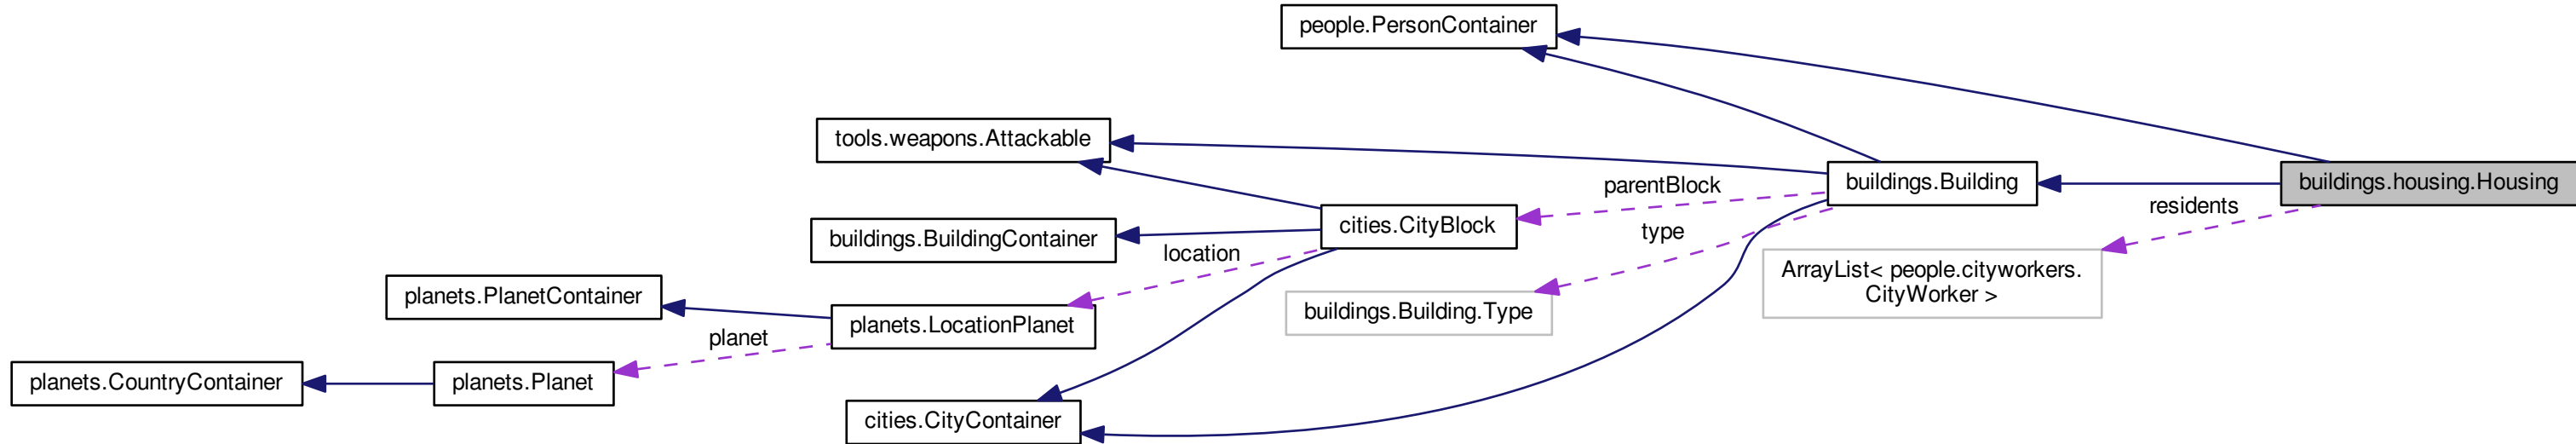 people.PersonContainer
tools.weapons.Attackable
parentBlock
buildings.Building
buildings.housing.Housing
residents
buildings.BuildingContainer
cities.CityBlock
type
location
ArrayList< people.cityworkers.
CityWorker >
planets.PlanetContainer
buildings.Building.Type
planets.LocationPlanet
planet
planets.CountryContainer
planets.Planet
cities.CityContainer